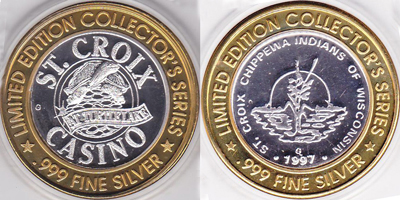 LIMITED EDITION COLLECTOR'S SERIES
ST. CROIX
G
CASINO
.999 FINE SILVER
LIMITED EDITION COLLECTOR'S SERIES
ST CROIX CHIPPEWA INDIANS OF WISCONSIN
G
1997
.999 FINE SILVER